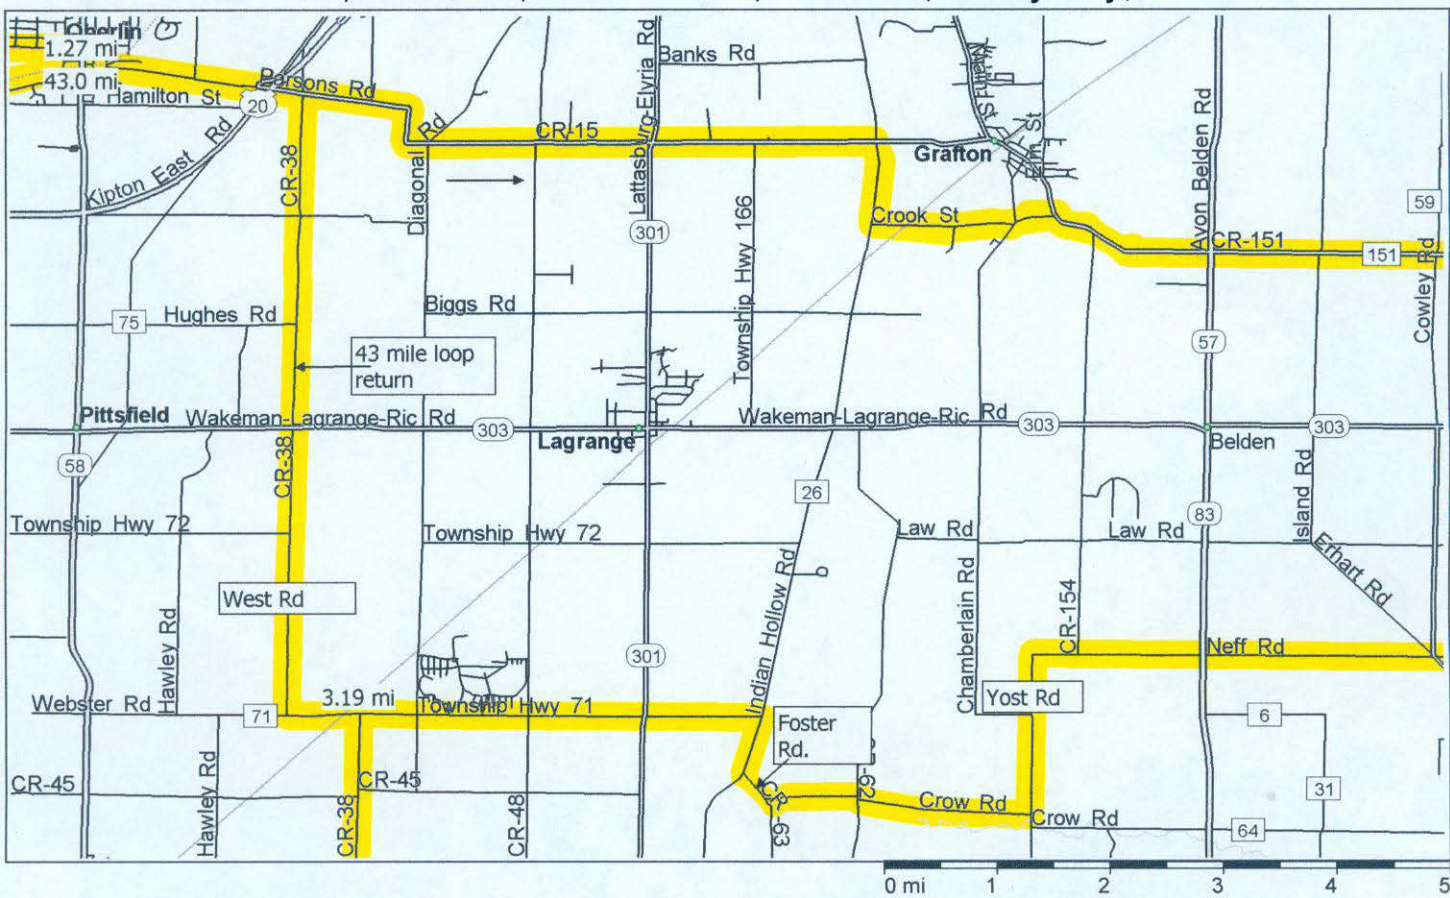 Oberlin
1.27 mi
43.0 mi
Hamilton St
20
Parsons Rd
Kipton East Rd
CR-38
Diagonal Rd
CR-15
Lattasburg-Elyria Rd
Banks Rd
Main St
Elm St
Grafton
Avon Belden Rd
59
301
Township Hwy 166
Crook St
CR-151
151
Cowley Rd
75
Hughes Rd
Biggs Rd
43 mile loop
return
57
Pittsfield
Wakeman-Lagrange-Ric Rd
303
Lagrange
Wakeman-Lagrange-Ric Rd
303
Belden
303
58
CR-38
26
83
Island Rd
Township Hwy 72
Township Hwy 72
Law Rd
Law Rd
Erhart Rd
West Rd
Hawley Rd
Indian Hollow Rd
Chamberlain Rd
CR-154
301
Neff Rd
Webster Rd
71
3.19 mi
Township Hwy 71
Foster
Rd.
Yost Rd
6
CR-45
Hawley Rd
CR-38
CR-45
CR-48
CR-63
-62
Crow Rd
Crow Rd
64
31
0 mi 1 2 3 4 5